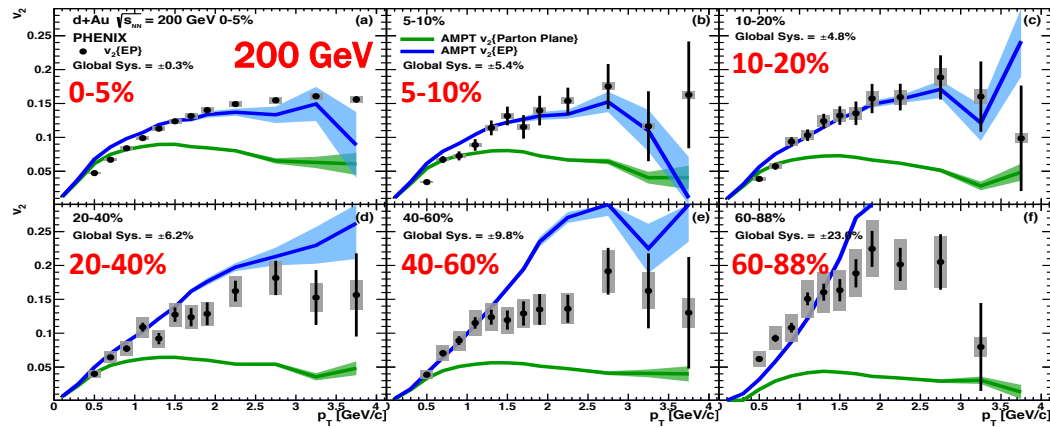 v₂
d+Au √s_NN = 200 GeV 0-5% (a)
PHENIX
v₂{EP}
Global Sys. = ±0.3%
200 GeV
0-5%
0.25
0.2
0.15
0.1
0.05
5-10% (b)
AMPT v₂{Parton Plane}
AMPT v₂{EP}
Global Sys. = ±5.4%
5-10%
10-20% (c)
Global Sys. = ±4.8%
10-20%
v₂
20-40% (d)
Global Sys. = ±6.2%
20-40%
0.25
0.2
0.15
0.1
0.05
0 0.5 1 1.5 2 2.5 3 3.5 4
p_T [GeV/c]
40-60% (e)
Global Sys. = ±9.8%
40-60%
0.5 1 1.5 2 2.5 3 3.5
p_T [GeV/c]
60-88% (f)
Global Sys. = ±23.0%
60-88%
0 0.5 1 1.5 2 2.5 3 3.5 4
p_T [GeV/c]